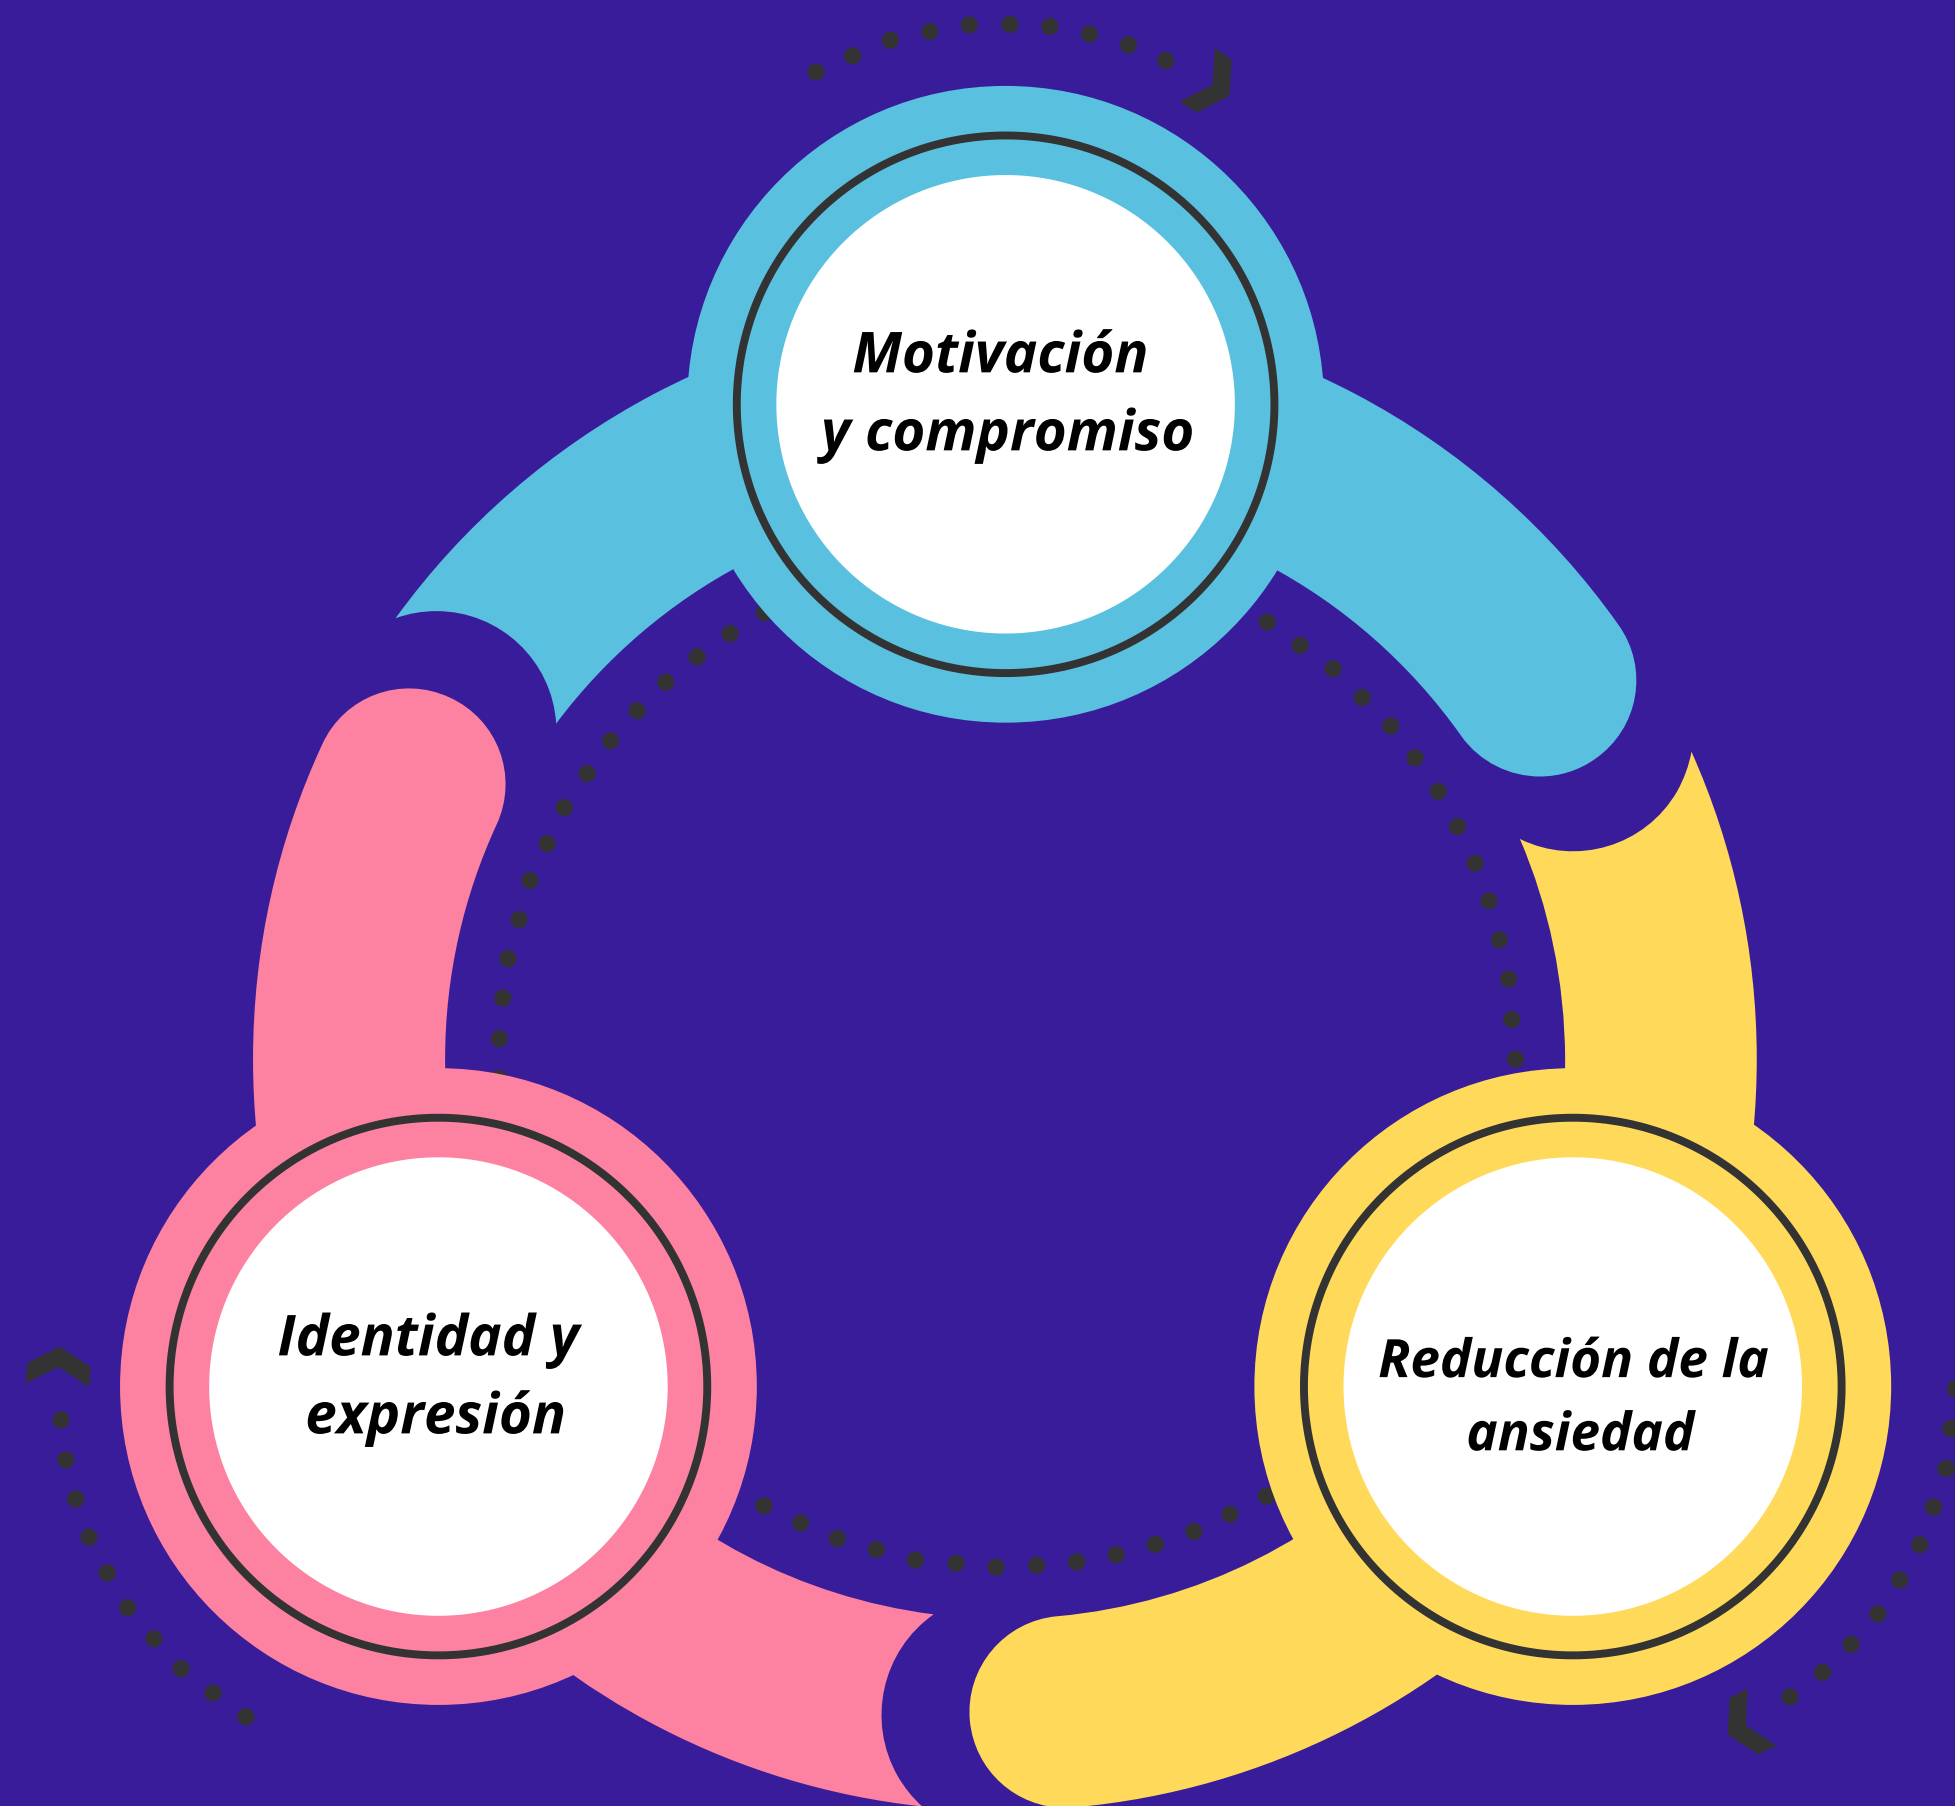 Motivación
y compromiso
Identidad y
expresión
Reducción de la
ansiedad